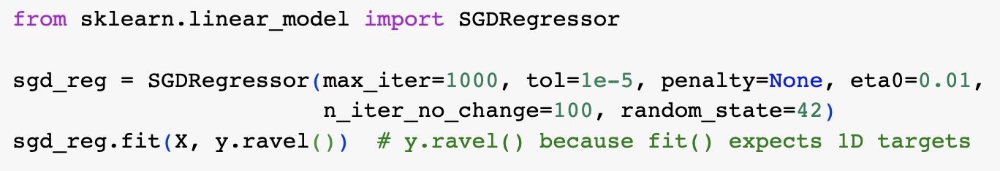 from sklearn.linear_model import SGDRegressor
sgd_reg = SGDRegressor(max_iter=1000, tol=1e-5, penalty=None, eta0=0.01,
n_iter_no_change=100, random_state=42)
sgd_reg.fit(X, y.ravel())  # y.ravel() because fit() expects 1D targets